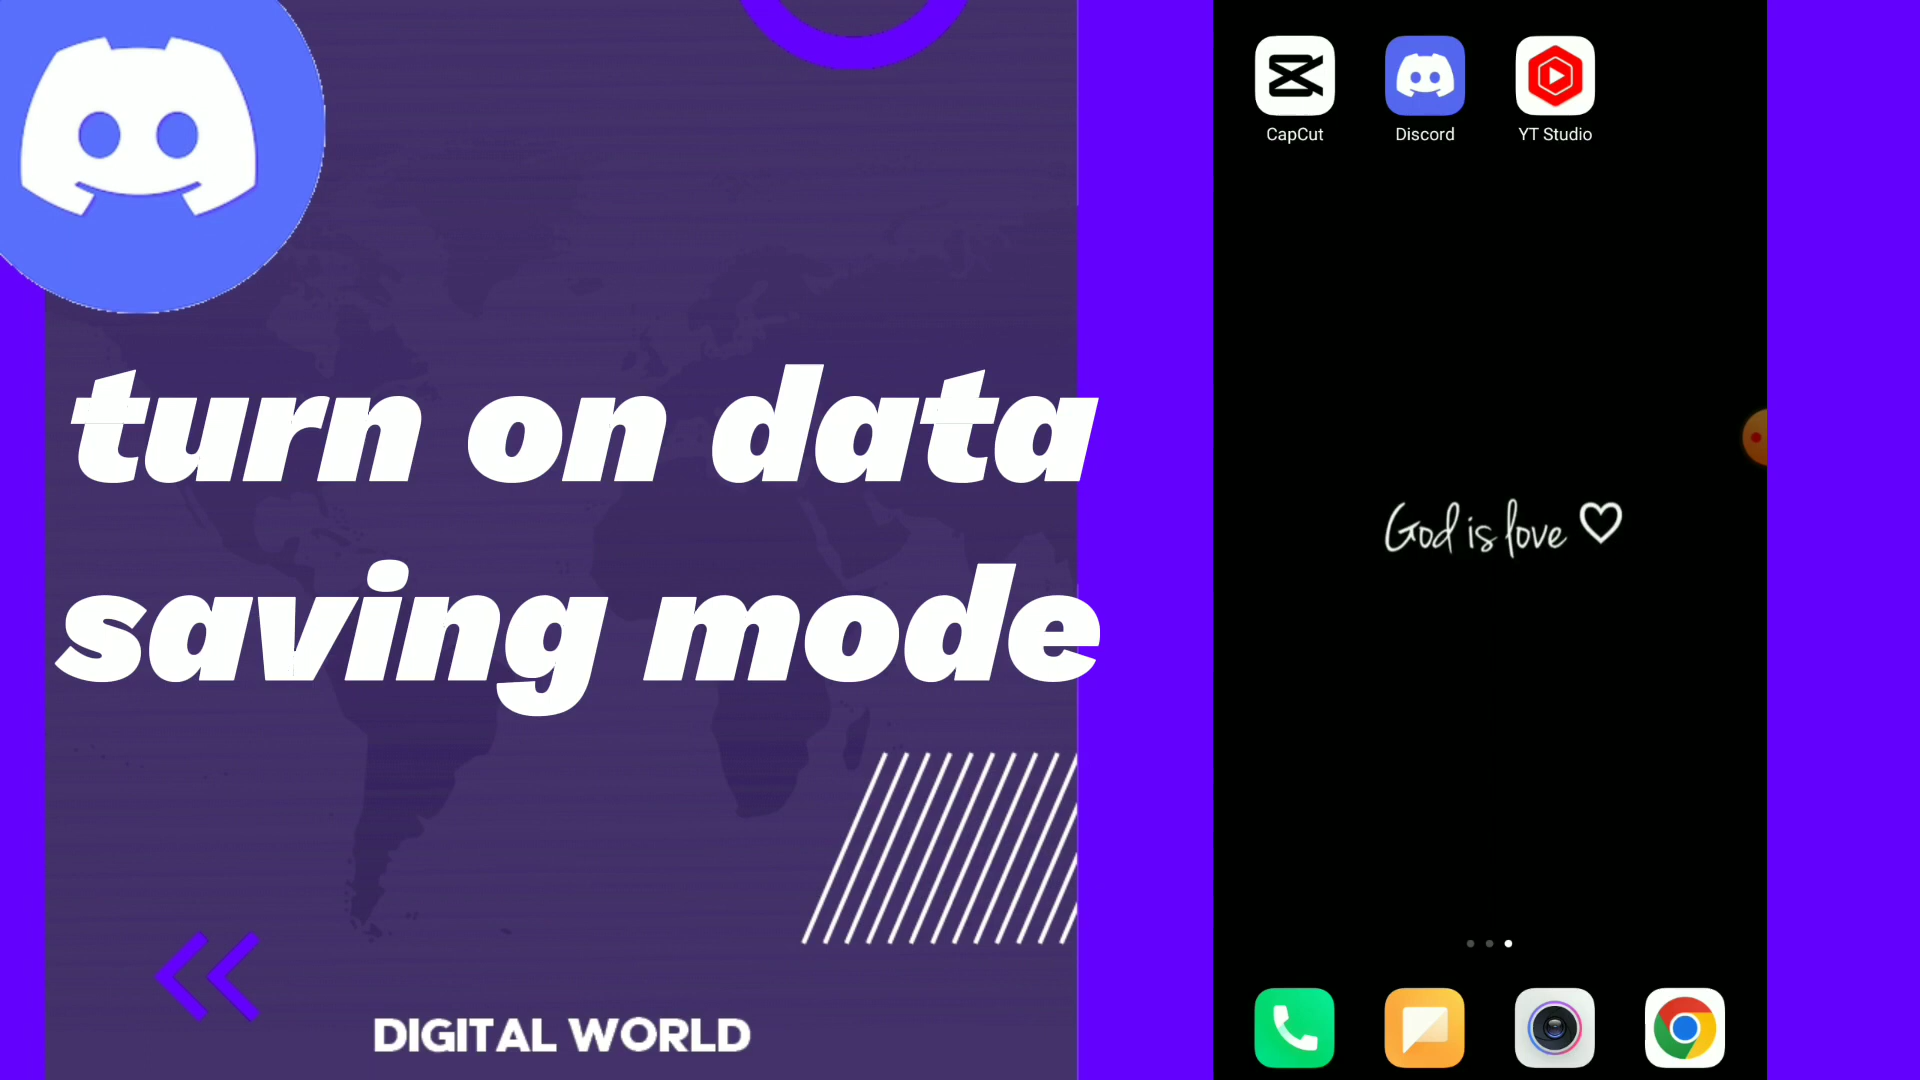 turn on data
saving mode
DIGITAL WORLD
CapCut
Discord
YT Studio
God is love